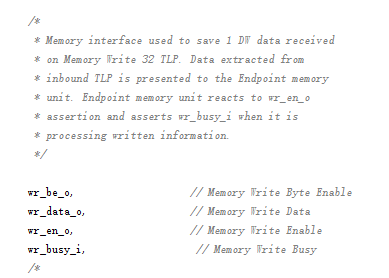 /*
* Memory interface used to save 1 DW data received
* on Memory Write 32 TLP. Data extracted from
* inbound TLP is presented to the Endpoint memory
* unit. Endpoint memory unit reacts to wr_en_o
* assertion and asserts wr_busy_i when it is
* processing written information.
*/
wr_be_o, // Memory Write Byte Enable
wr_data_o, // Memory Write Data
wr_en_o, // Memory Write Enable
wr_busy_i, // Memory Write Busy
/*